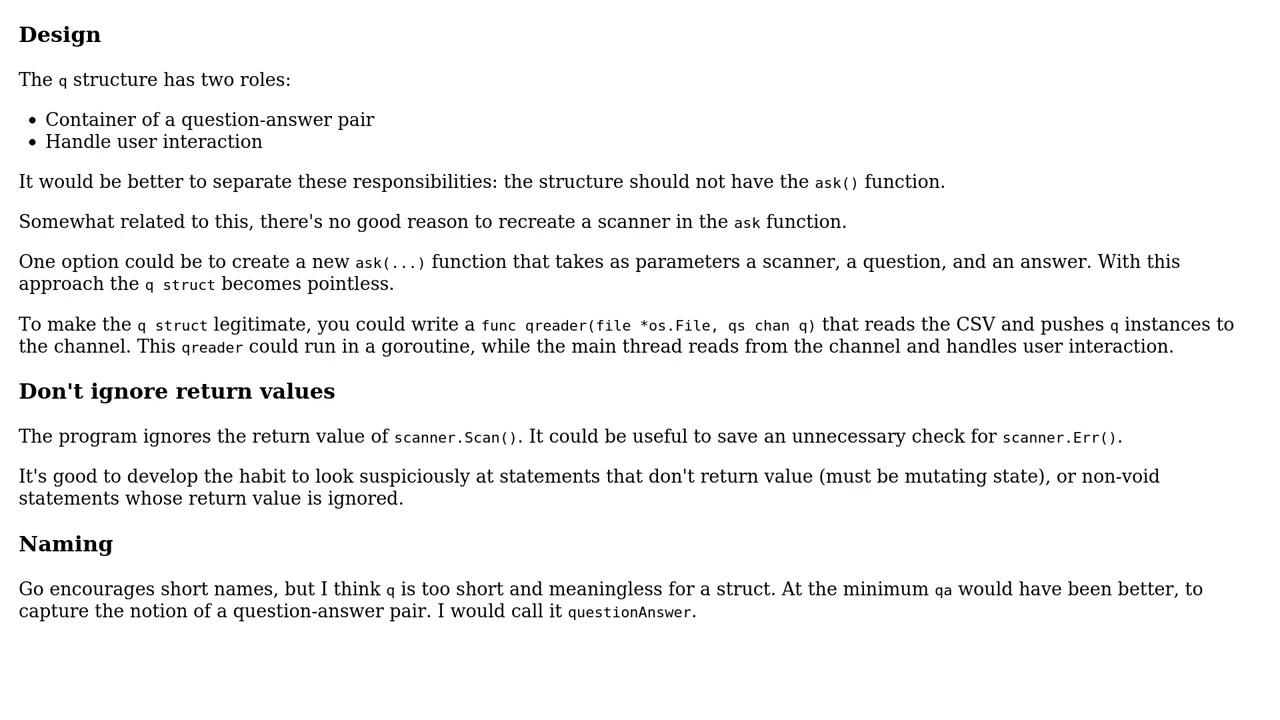 Design
The q structure has two roles:
• Container of a question-answer pair
• Handle user interaction
It would be better to separate these responsibilities: the structure should not have the ask() function.
Somewhat related to this, there's no good reason to recreate a scanner in the ask function.
One option could be to create a new ask(...) function that takes as parameters a scanner, a question, and an answer. With this
approach the q struct becomes pointless.
To make the q struct legitimate, you could write a func qreader(file *os.File, qs chan q) that reads the CSV and pushes q instances to
the channel. This qreader could run in a goroutine, while the main thread reads from the channel and handles user interaction.
Don't ignore return values
The program ignores the return value of scanner.Scan(). It could be useful to save an unnecessary check for scanner.Err().
It's good to develop the habit to look suspiciously at statements that don't return value (must be mutating state), or non-void
statements whose return value is ignored.
Naming
Go encourages short names, but I think q is too short and meaningless for a struct. At the minimum qa would have been better, to
capture the notion of a question-answer pair. I would call it questionAnswer.